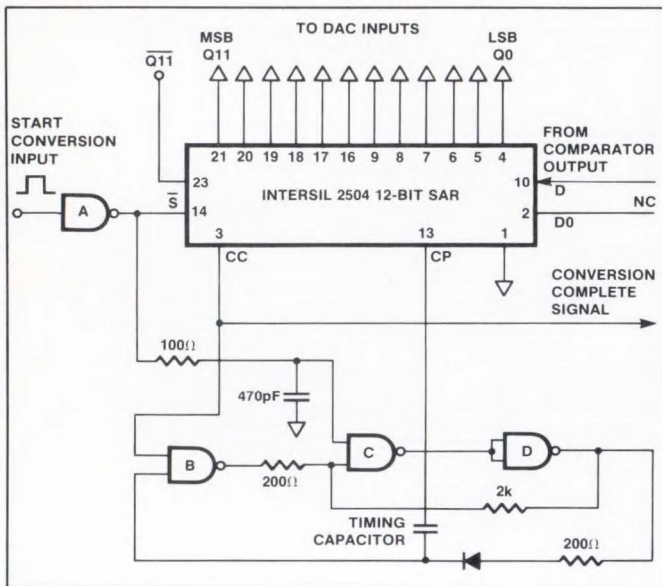 TO DAC INPUTS
MSB
Q11
LSB
Q0
Q11
START
CONVERSION
INPUT
FROM
COMPARATOR
OUTPUT
21 20 19 18 17 16 9 8 7 6 5 4
23
INTERSIL 2504 12-BIT SAR
10
D
NC
A
S
14
2
D0
3
13
1
CC
CP
CONVERSION
COMPLETE
SIGNAL
100Ω
470pF
B
200Ω
C
D
2k
TIMING
CAPACITOR
200Ω